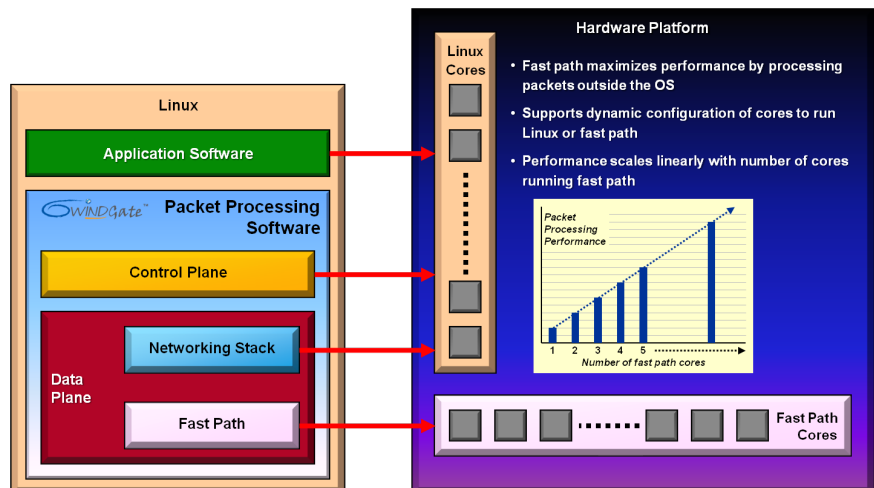 Linux
Application Software
6WINDGate™
Packet Processing
Software
Control Plane
Networking Stack
Data
Plane
Fast Path
Hardware Platform
Linux
Cores
• Fast path maximizes performance by processing
packets outside the OS
• Supports dynamic configuration of cores to run
Linux or fast path
• Performance scales linearly with number of cores
running fast path
Packet
Processing
Performance
1 2 3 4 5
Number of fast path cores
Fast Path
Cores